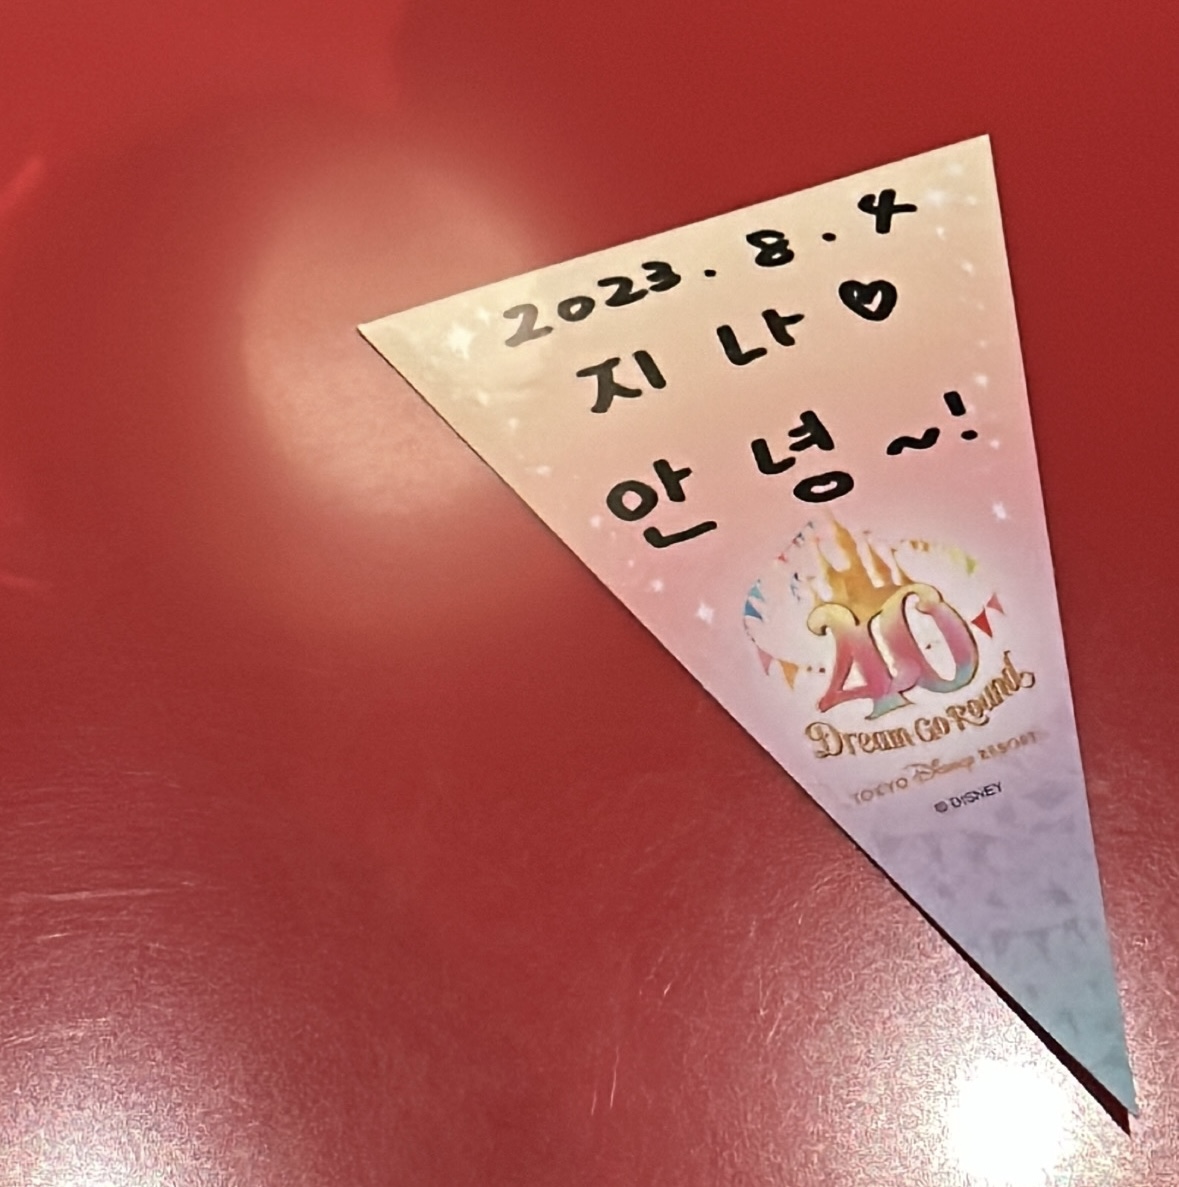 2023.8.4
지나♡
안녕~!
40
Dream Go Round
TOKYO Disney RESORT
© DISNEY